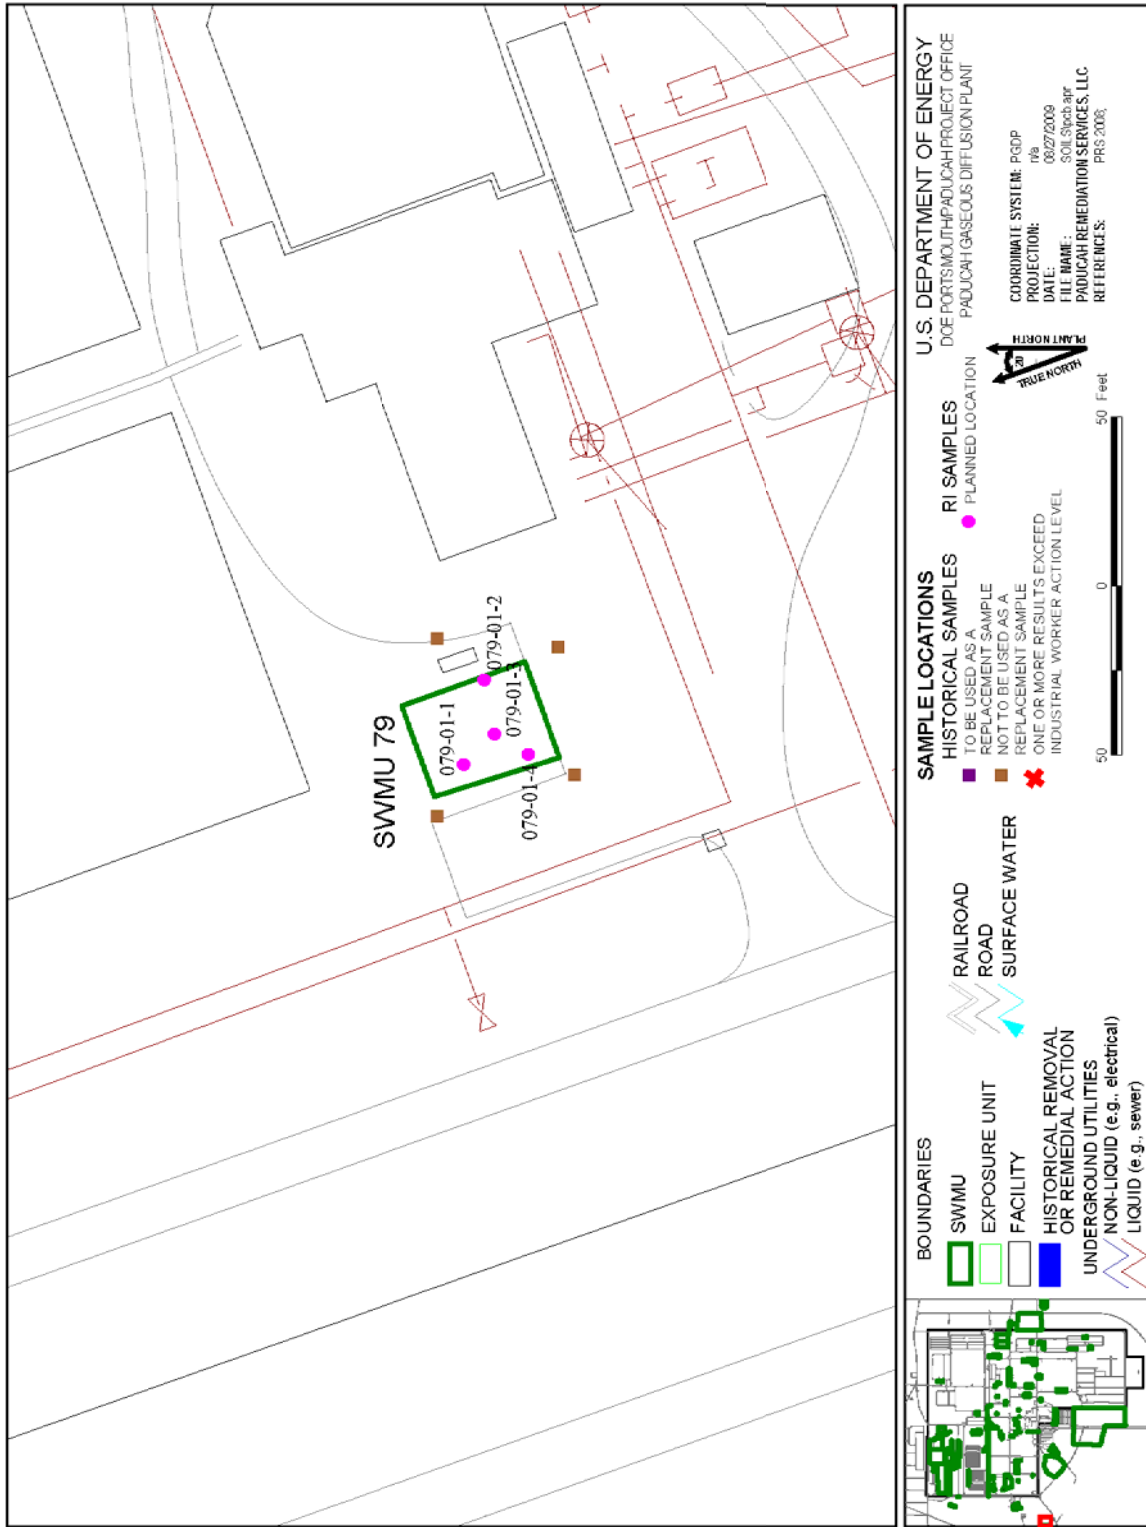 SWMU 79
079-01-1
079-01-2
079-01-3
079-01-4
BOUNDARIES
SWMU
EXPOSURE UNIT
FACILITY
HISTORICAL REMOVAL
OR REMEDIAL ACTION
UNDERGROUND UTILITIES
NON-LIQUID (e.g., electrical)
LIQUID (e.g., sewer)
RAILROAD
ROAD
SURFACE WATER
SAMPLE LOCATIONS
HISTORICAL SAMPLES
TO BE USED AS A
REPLACEMENT SAMPLE
NOT TO BE USED AS A
REPLACEMENT SAMPLE
ONE OR MORE RESULTS EXCEED
INDUSTRIAL WORKER ACTION LEVEL
RI SAMPLES
PLANNED LOCATION
50 0 50 Feet
TRUE NORTH
20
PLANT NORTH
U.S. DEPARTMENT OF ENERGY
DOE PORTSMOUTH/PADUCAH PROJECT OFFICE
PADUCAH GASEOUS DIFFUSION PLANT
COORDINATE SYSTEM: PGDP
PROJECTION: n/a
DATE: 08/27/2009
FILE NAME:
PADUCAH REMEDIATION SERVICES, LLC
REFERENCES: PRS 2008;